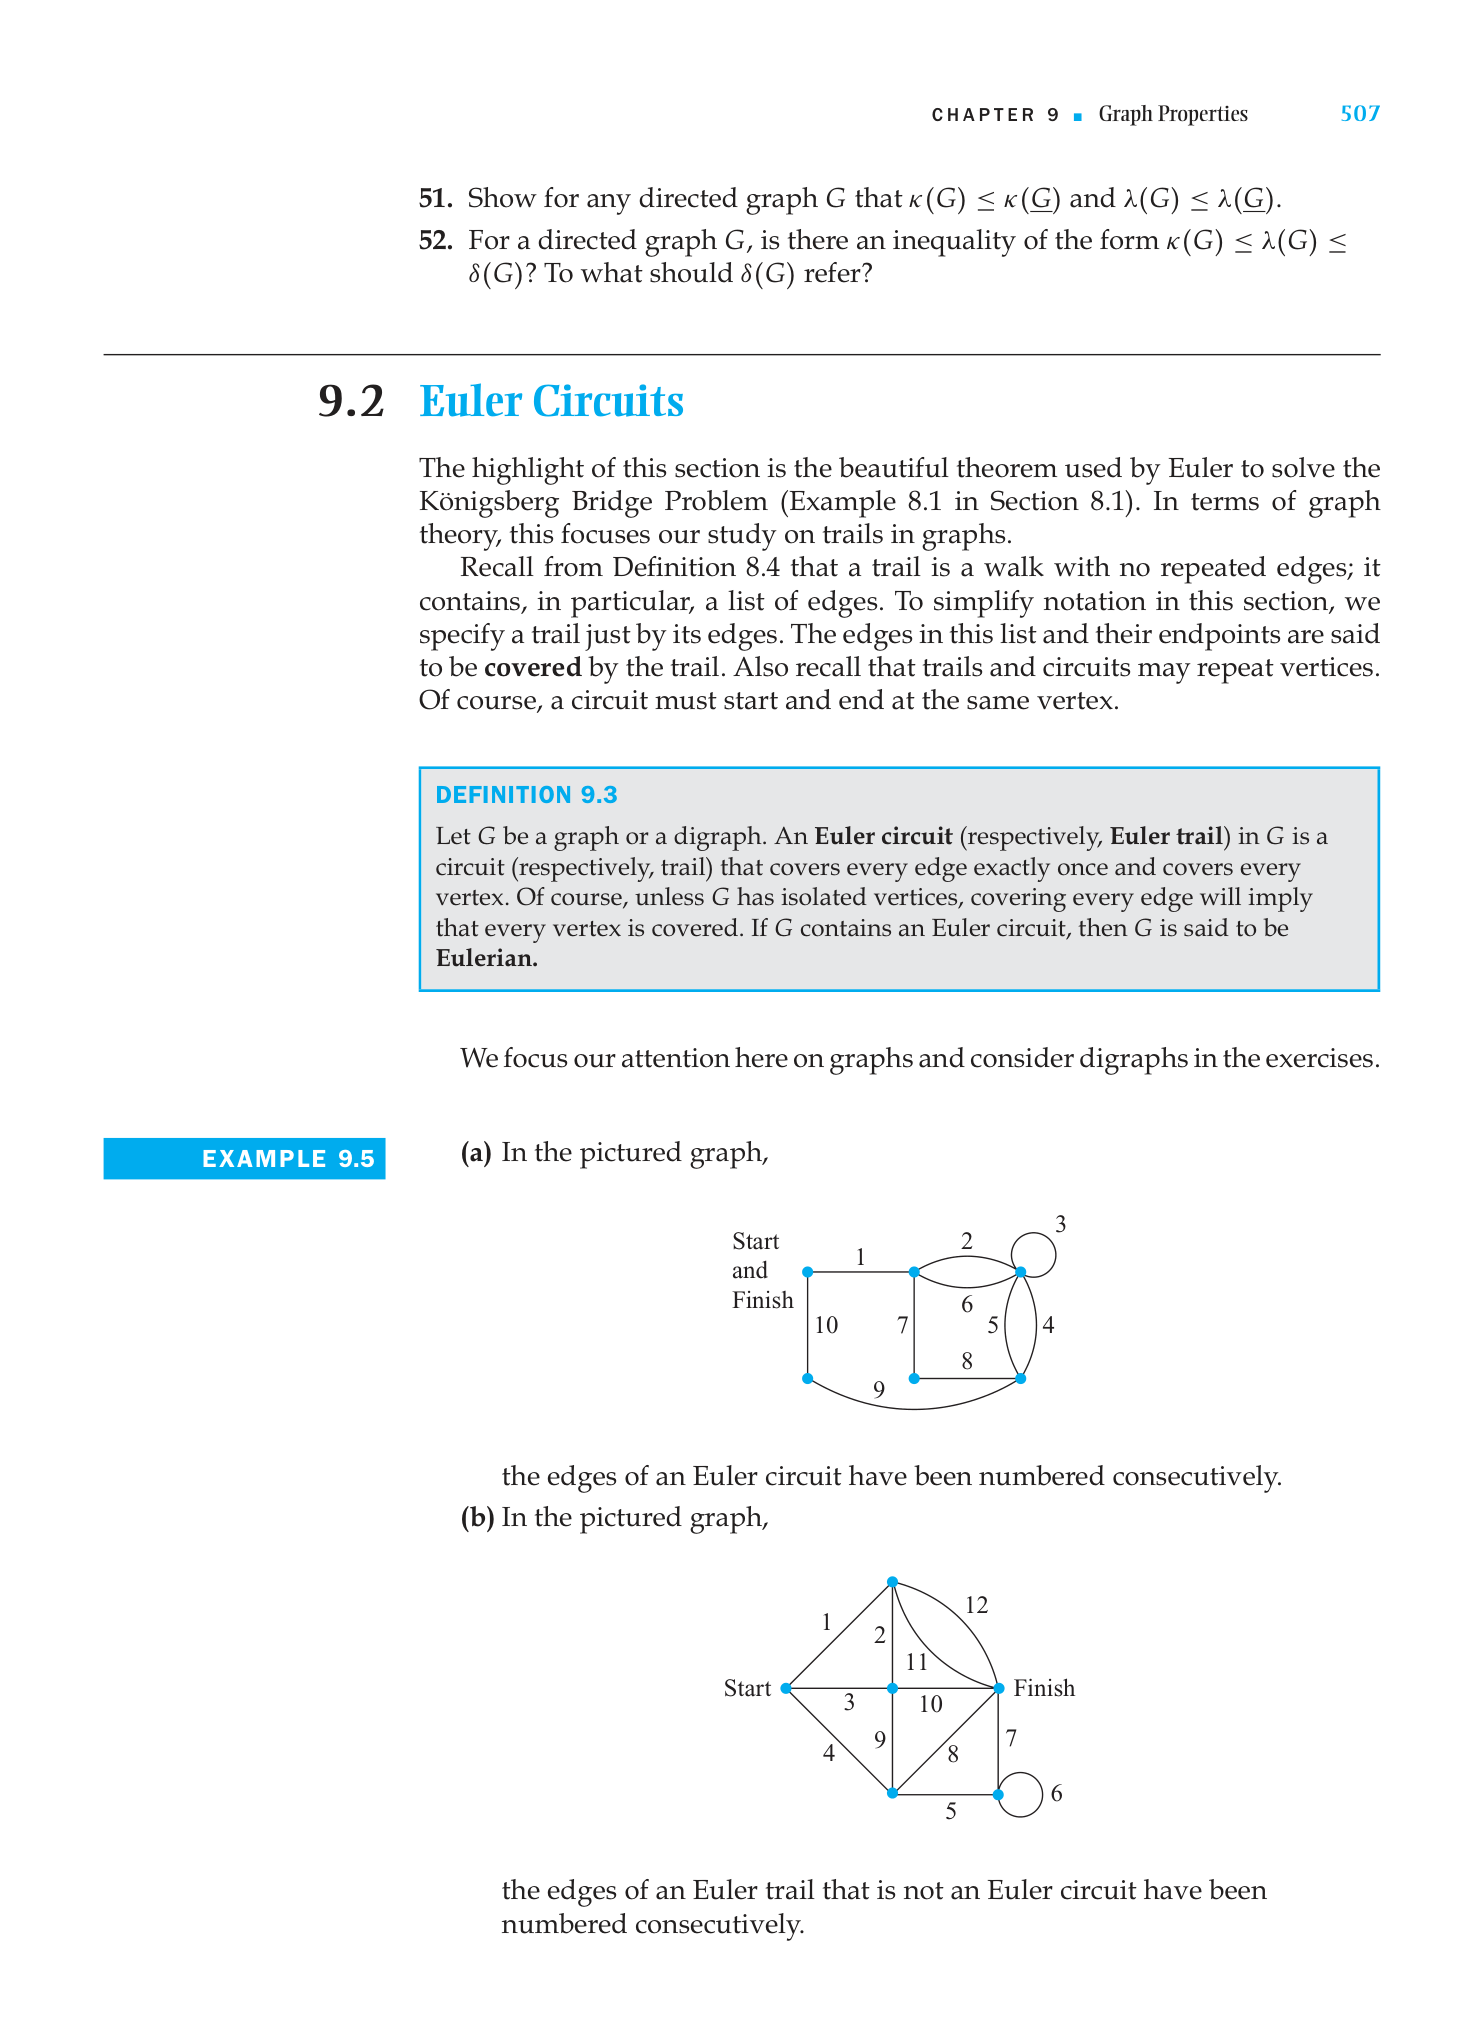 CHAPTER 9 ■ Graph Properties 507
51. Show for any directed graph G that κ(G) ≤ κ(G̲) and λ(G) ≤ λ(G̲).
52. For a directed graph G, is there an inequality of the form κ(G) ≤ λ(G) ≤
δ(G)? To what should δ(G) refer?
9.2 Euler Circuits
The highlight of this section is the beautiful theorem used by Euler to solve the
Königsberg Bridge Problem (Example 8.1 in Section 8.1). In terms of graph
theory, this focuses our study on trails in graphs.
Recall from Definition 8.4 that a trail is a walk with no repeated edges; it
contains, in particular, a list of edges. To simplify notation in this section, we
specify a trail just by its edges. The edges in this list and their endpoints are said
to be covered by the trail. Also recall that trails and circuits may repeat vertices.
Of course, a circuit must start and end at the same vertex.
DEFINITION 9.3
Let G be a graph or a digraph. An Euler circuit (respectively, Euler trail) in G is a
circuit (respectively, trail) that covers every edge exactly once and covers every
vertex. Of course, unless G has isolated vertices, covering every edge will imply
that every vertex is covered. If G contains an Euler circuit, then G is said to be
Eulerian.
We focus our attention here on graphs and consider digraphs in the exercises.
EXAMPLE 9.5
(a) In the pictured graph,
3
Start
and
Finish
1
2
6
10
7
5
4
8
9
the edges of an Euler circuit have been numbered consecutively.
(b) In the pictured graph,
12
1
2
11
Start
Finish
3
10
9
7
4
8
6
5
the edges of an Euler trail that is not an Euler circuit have been
numbered consecutively.